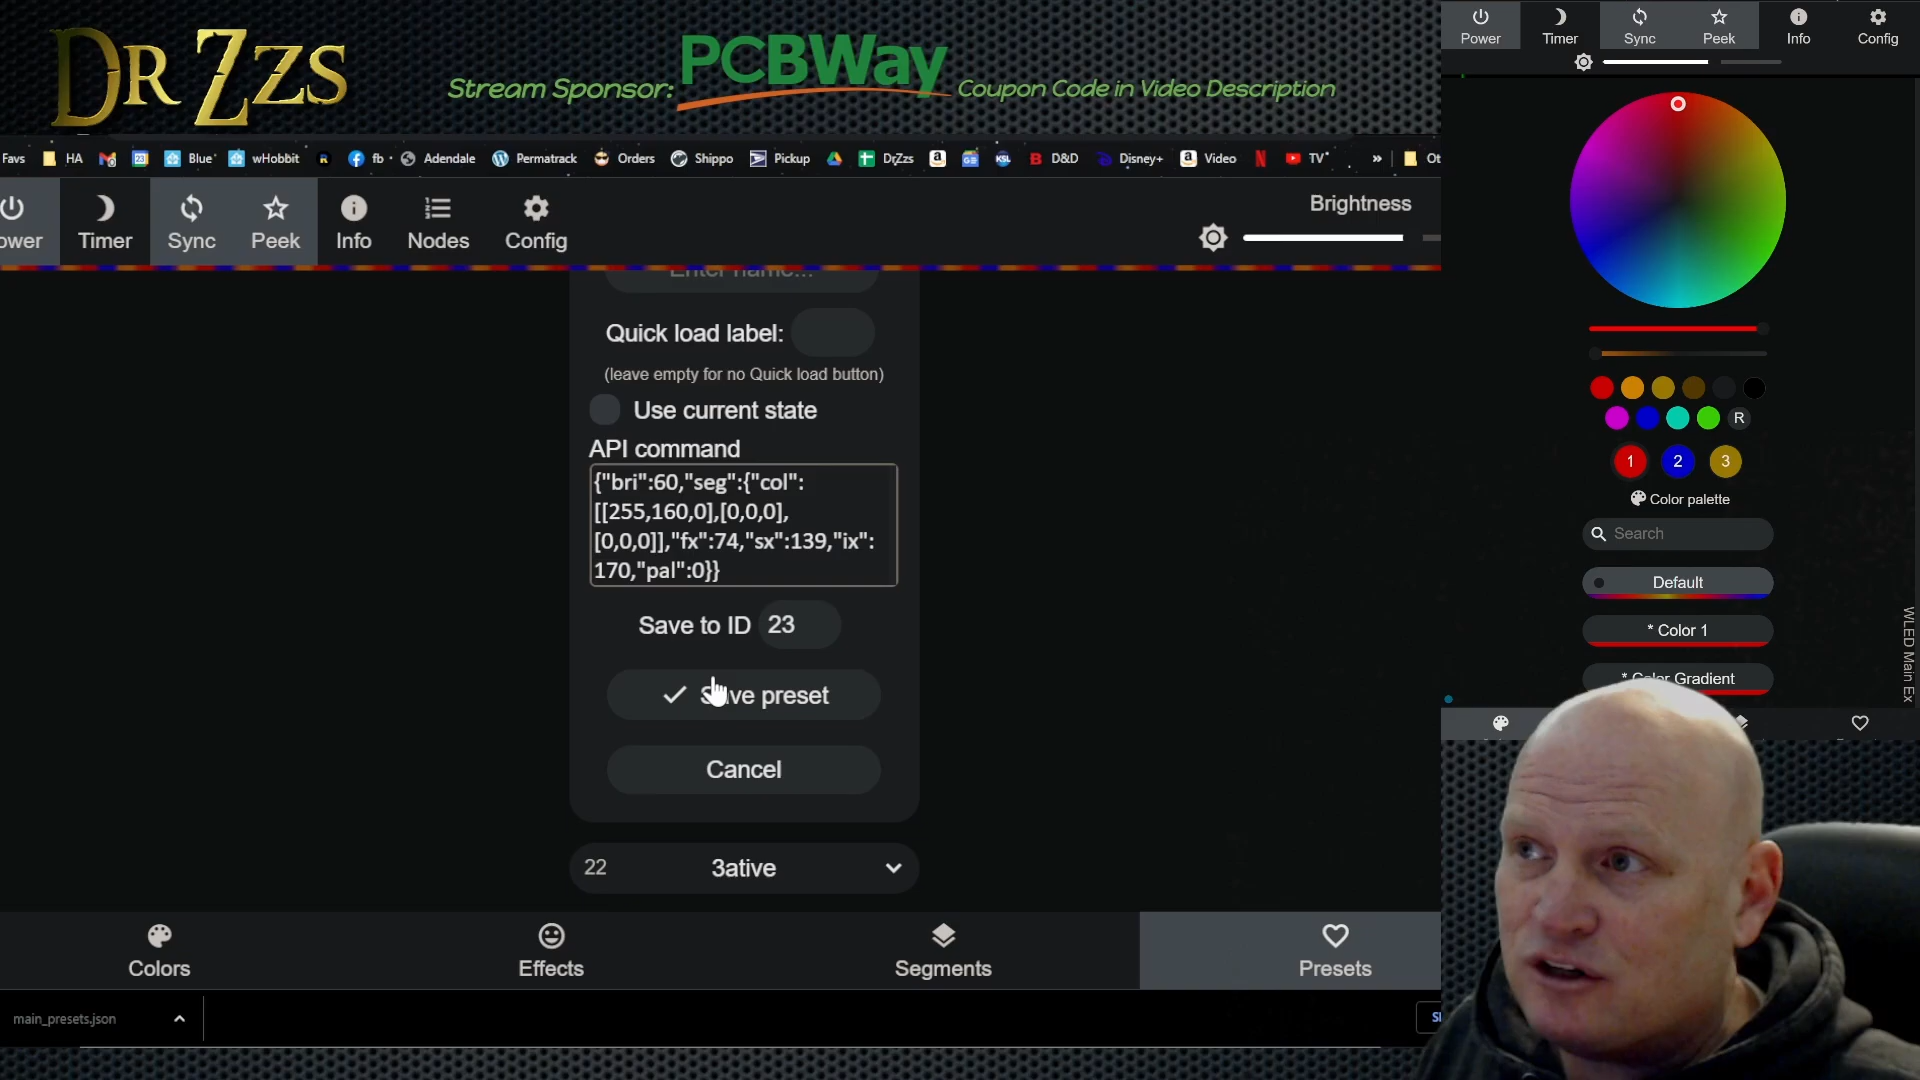 DR ZZS
Stream Sponsor: PCBWay Coupon Code in Video Description
Favs HA Blue wHobbit fb Adendale Permatrack Orders Shippo Pickup DrZzs D&D Disney+ Video TV » Ot
ower Timer Sync Peek Info Nodes Config
Brightness
Enter name...
Quick load label:
(leave empty for no Quick load button)
Use current state
API command
{"bri":60,"seg":{"col":
[[255,160,0],[0,0,0],
[0,0,0]],"fx":74,"sx":139,"ix":
170,"pal":0}}
Save to ID 23
Save preset
Cancel
22 3ative
Colors Effects Segments Presets
main_presets.json
Power Timer Sync Peek Info Config
R
1 2 3
Color palette
Search
Default
* Color 1
* Color Gradient
WLED Main Ex